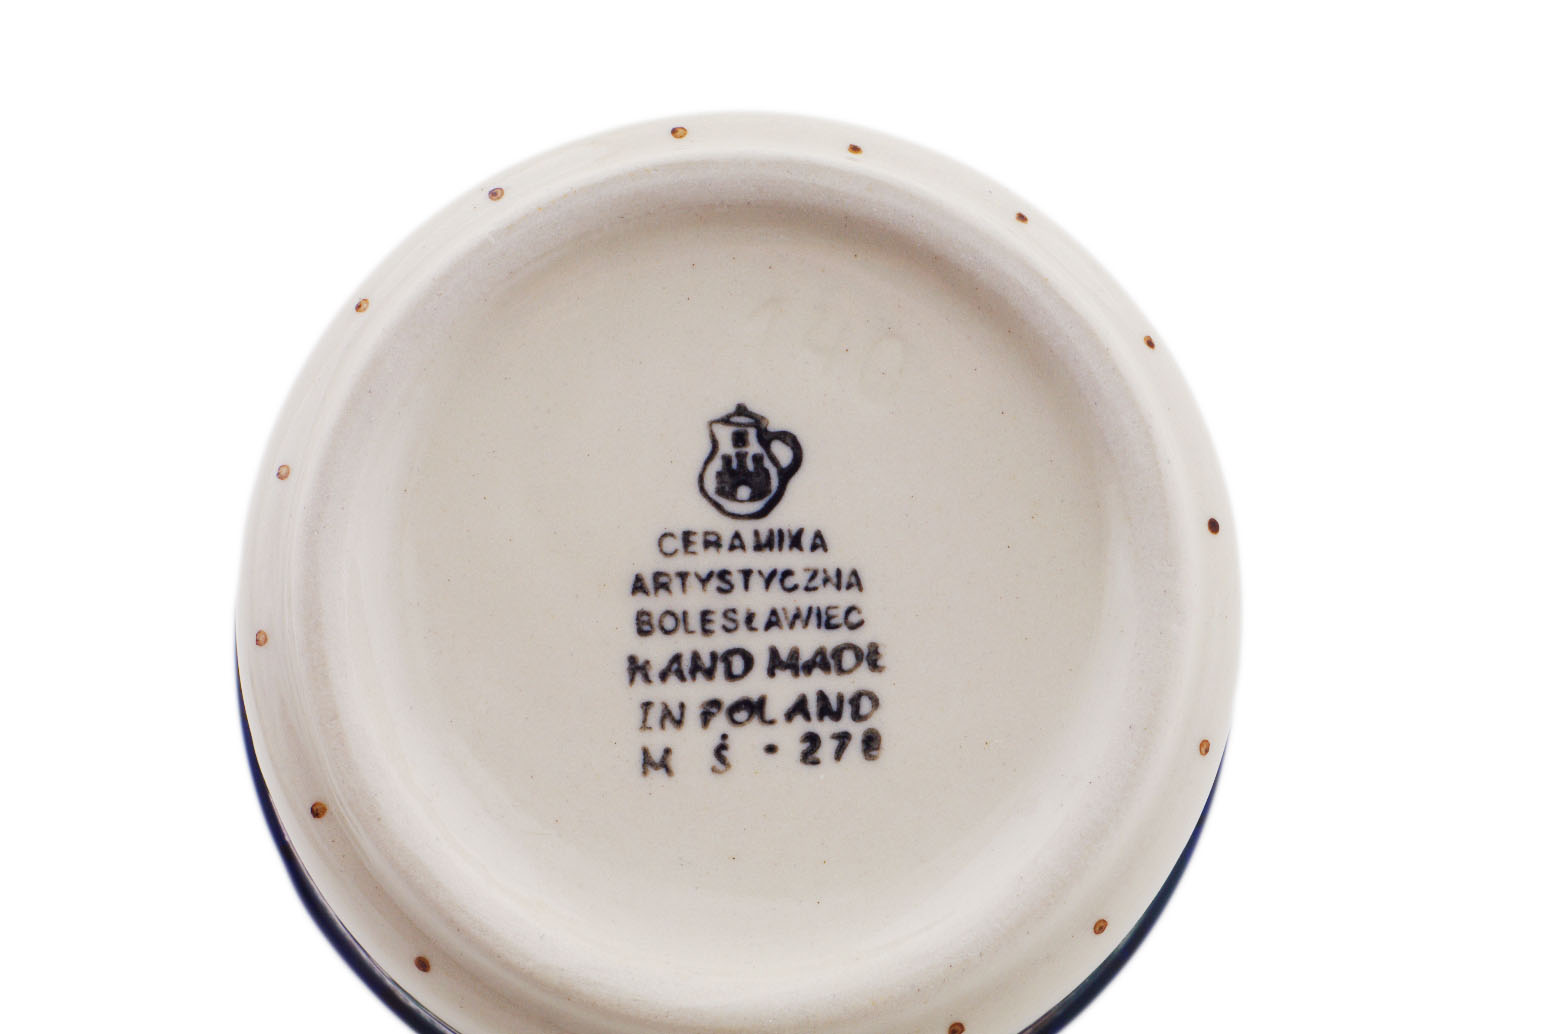 CERAMIKA
ARTYSTYCZNA
BOLESŁAWIEC
HAND MADE
IN POLAND
M Ś - 278